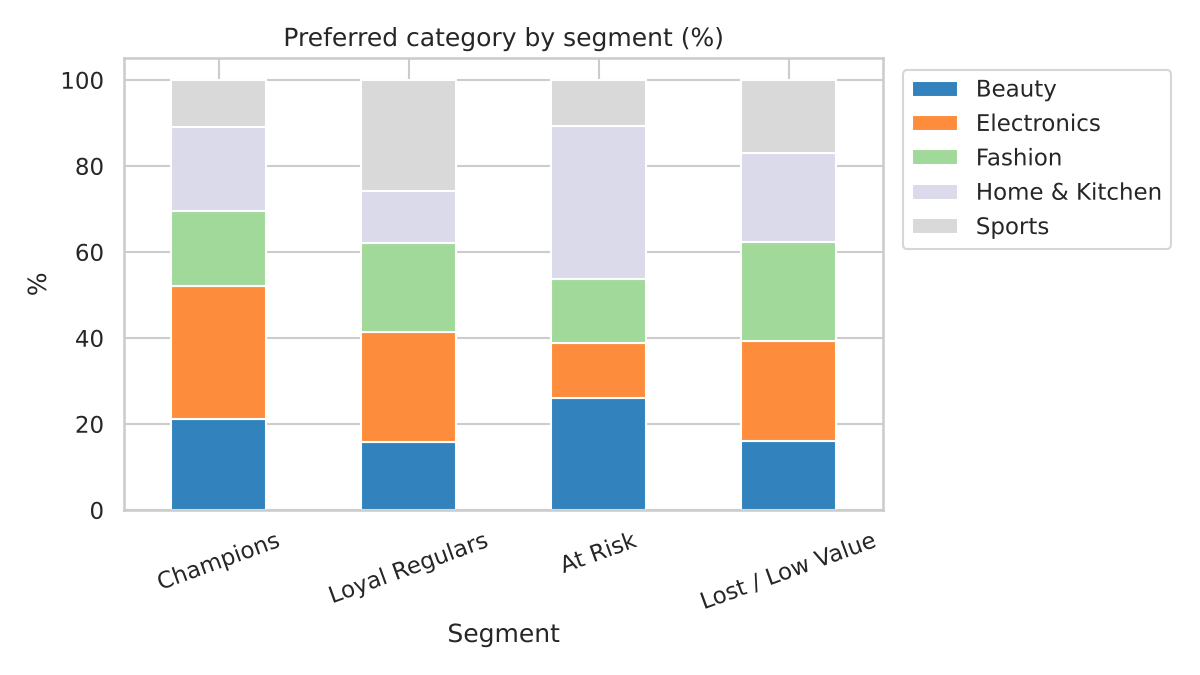 Preferred category by segment (%)
100
80
60
40
20
0
%
Champions
Loyal Regulars
At Risk
Lost / Low Value
Segment
Beauty
Electronics
Fashion
Home & Kitchen
Sports